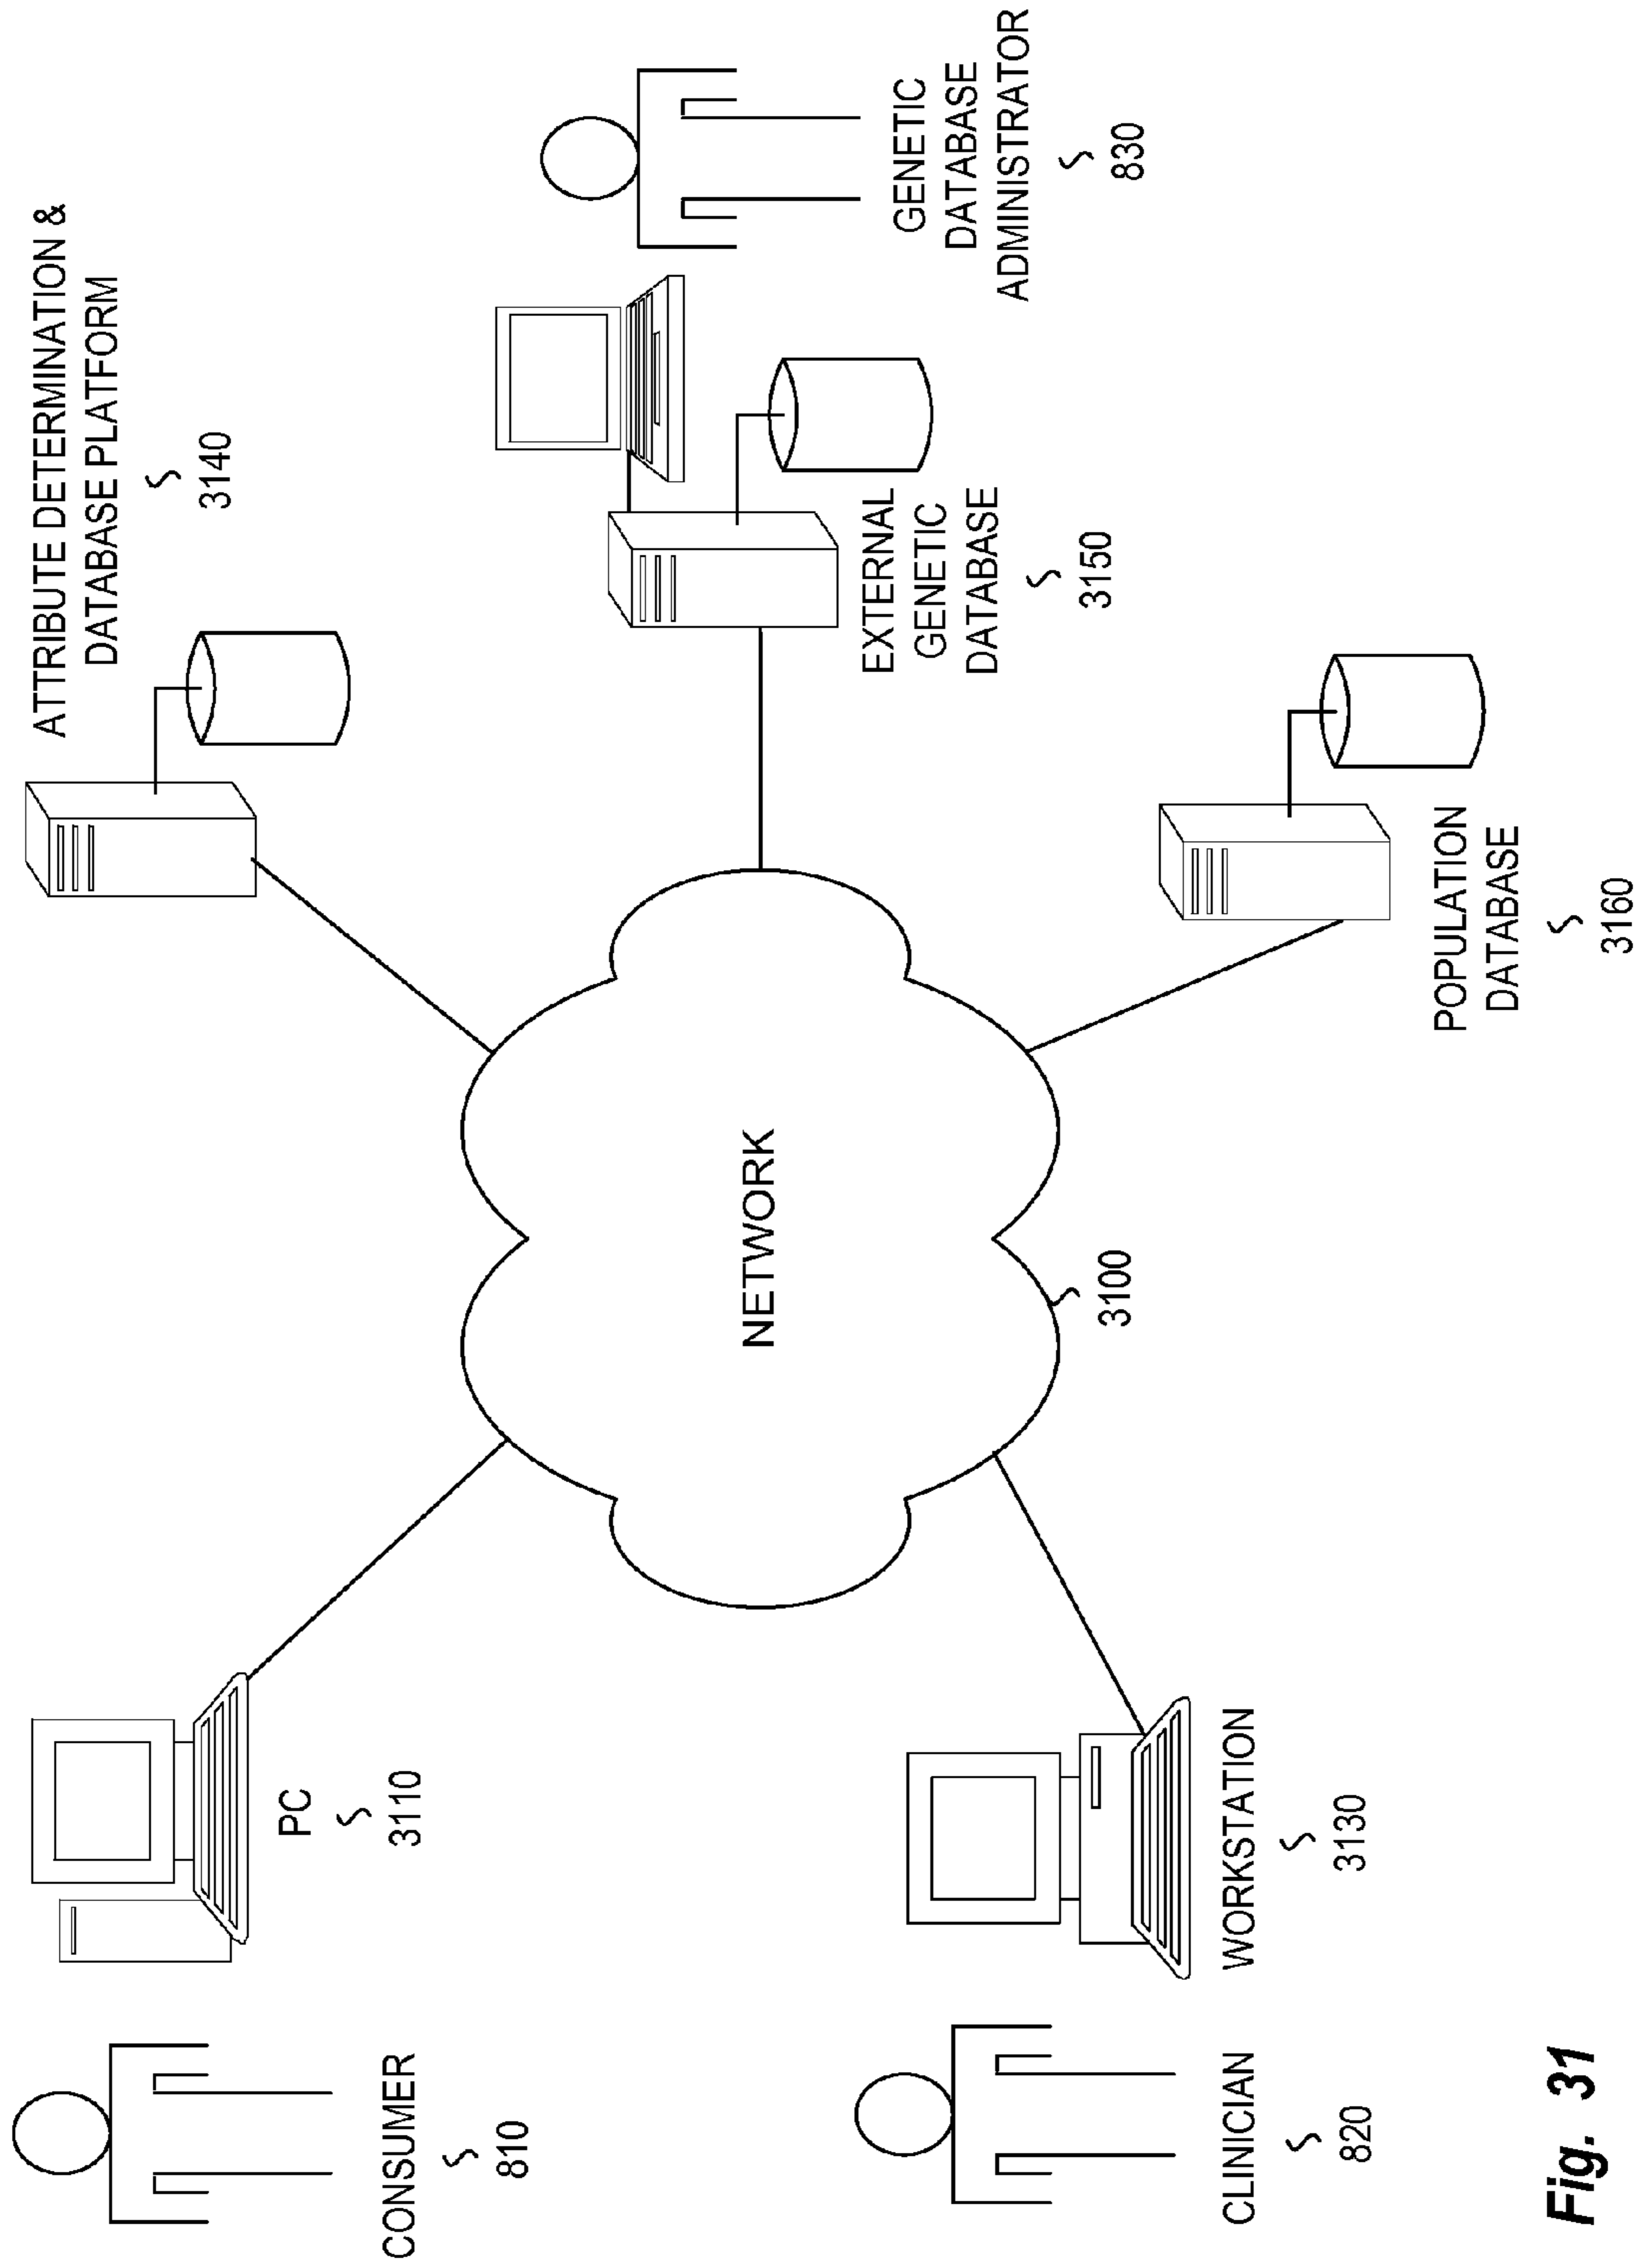 ATTRIBUTE DETERMINATION &
DATABASE PLATFORM
3140
CONSUMER
810
PC
3110
NETWORK
3100
EXTERNAL
GENETIC
DATABASE
3150
GENETIC
DATABASE
ADMINISTRATOR
830
CLINICIAN
820
WORKSTATION
3130
POPULATION
DATABASE
3160
Fig. 31